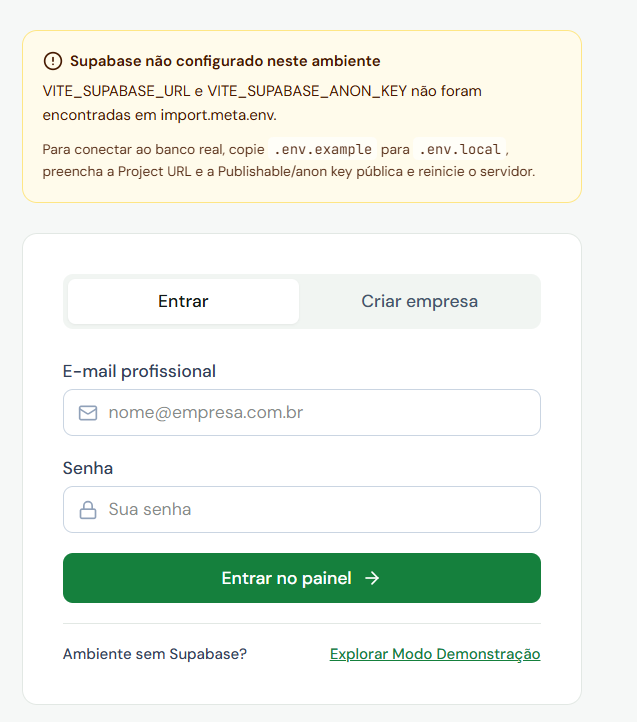 Supabase não configurado neste ambiente
VITE_SUPABASE_URL e VITE_SUPABASE_ANON_KEY não foram
encontradas em import.meta.env.
Para conectar ao banco real, copie .env.example para .env.local,
preencha a Project URL e a Publishable/anon key pública e reinicie o servidor.
Entrar
Criar empresa
E-mail profissional
nome@empresa.com.br
Senha
Sua senha
Entrar no painel →
Ambiente sem Supabase?
Explorar Modo Demonstração